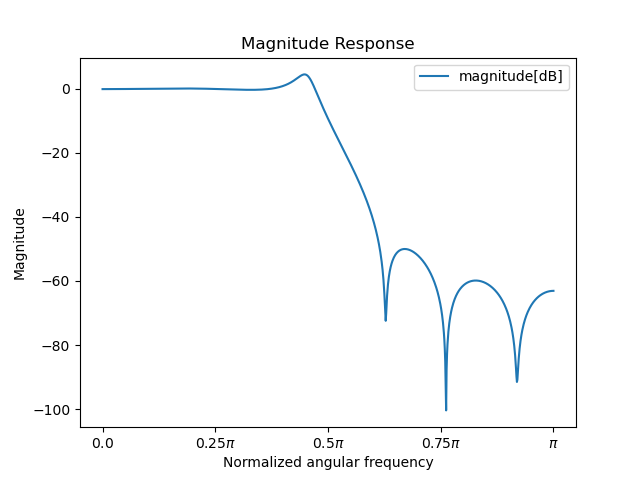 Magnitude Response
magnitude[dB]
0
−20
−40
−60
−80
−100
Magnitude
0.0 0.25π 0.5π 0.75π π
Normalized angular frequency